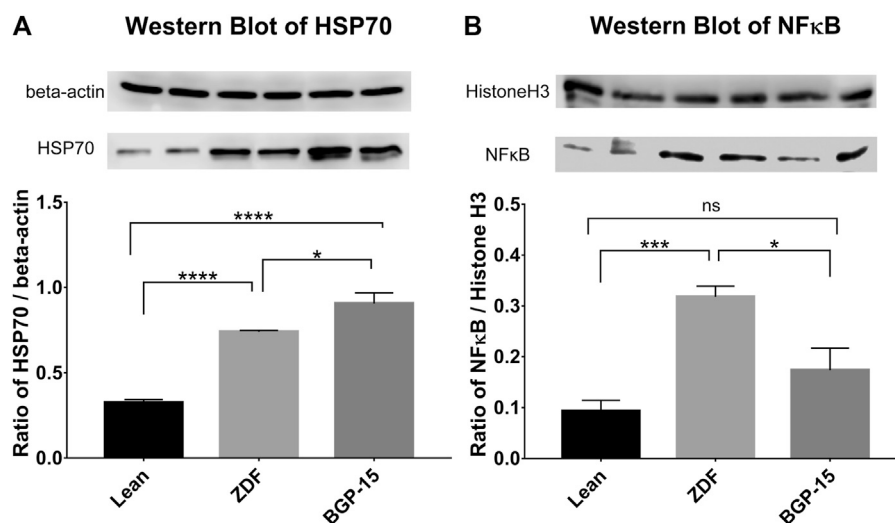 A Western Blot of HSP70
beta-actin
HSP70
Ratio of HSP70 / beta-actin
1.5
1.0
0.5
0.0
****
****
*
Lean
ZDF
BGP-15
B Western Blot of NFκB
HistoneH3
NFκB
Ratio of NFκB / Histone H3
0.5
0.4
0.3
0.2
0.1
0.0
ns
***
*
Lean
ZDF
BGP-15